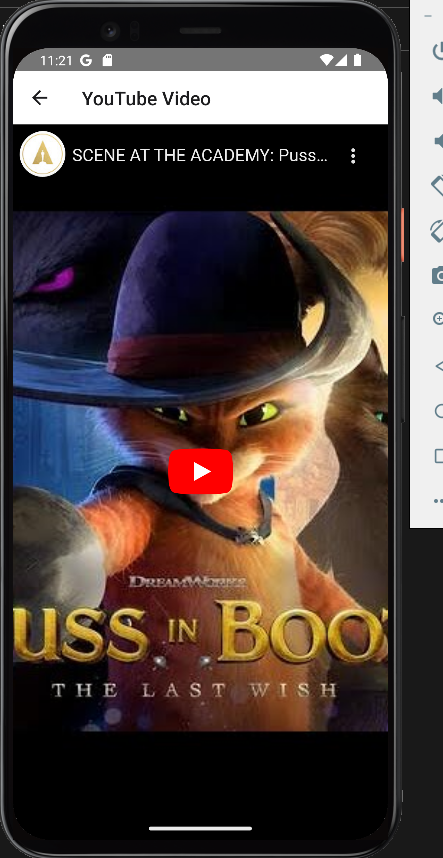 11:21
YouTube Video
SCENE AT THE ACADEMY: Puss...
DREAMWORKS
USS IN BOO
THE LAST WISH